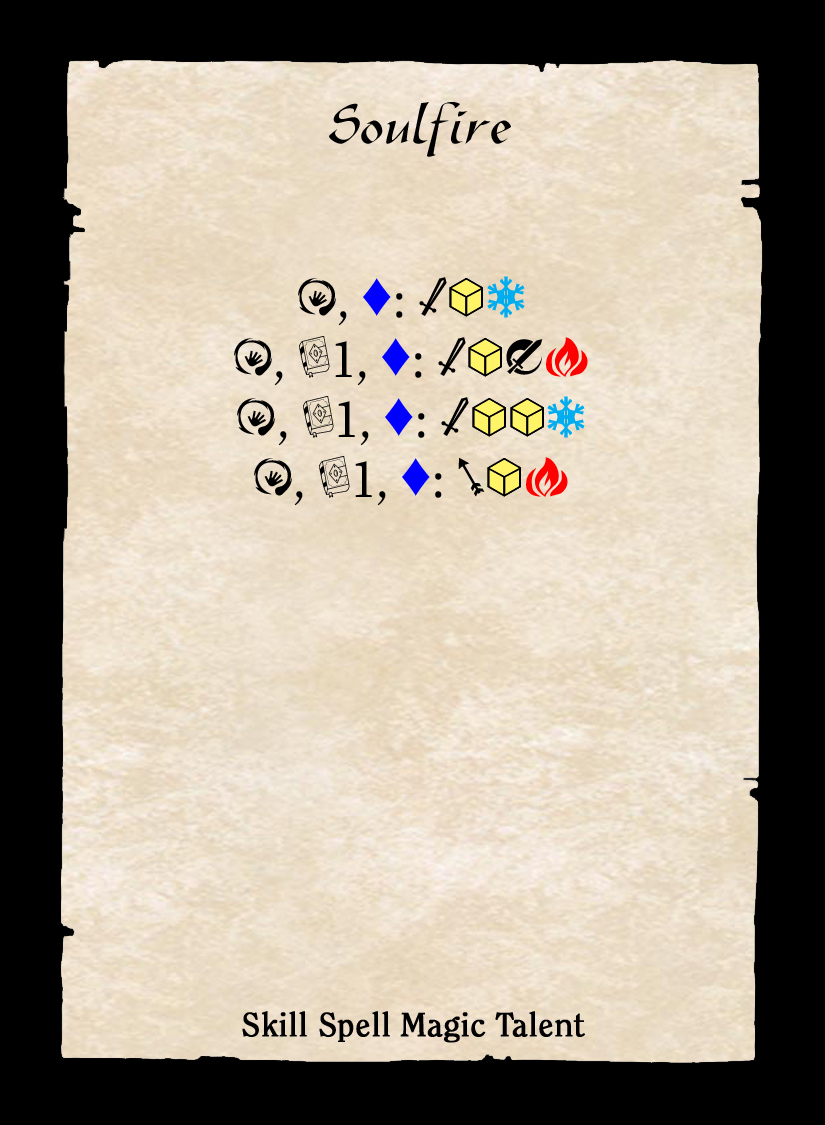 Soulfire
, :
, 1, :
, 1, :
, 1, :
Skill Spell Magic Talent